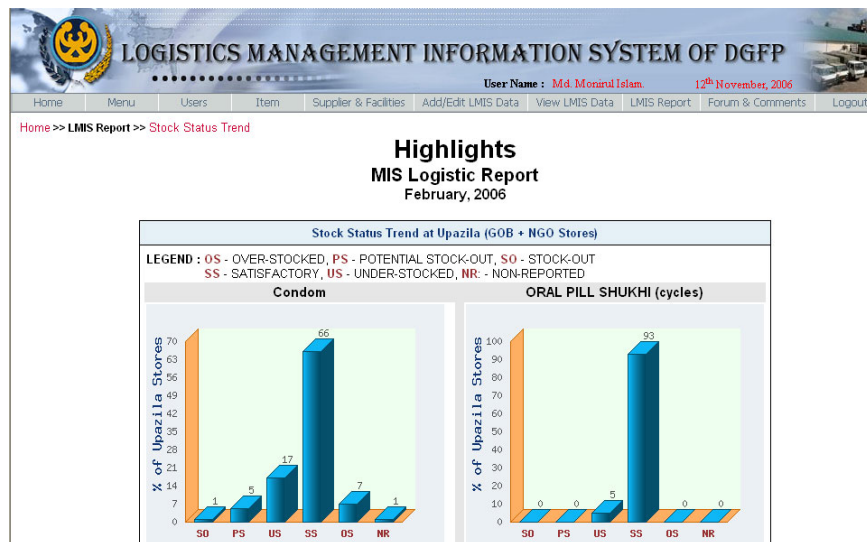 LOGISTICS MANAGEMENT INFORMATION SYSTEM OF DGFP
User Name : Md. Monirul Islam. 12th November, 2006
Home Menu Users Item Supplier & Facilities Add/Edit LMIS Data View LMIS Data LMIS Report Forum & Comments Logout
Home >> LMIS Report >> Stock Status Trend
Highlights
MIS Logistic Report
February, 2006
Stock Status Trend at Upazila (GOB + NGO Stores)
LEGEND : OS - OVER-STOCKED, PS - POTENTIAL STOCK-OUT, SO - STOCK-OUT
SS - SATISFACTORY, US - UNDER-STOCKED, NR: - NON-REPORTED
Condom
% of Upazila Stores
70
63
56
49
42
35
28
21
14
7
0
1 5 17 66 7 1
SO PS US SS OS NR
ORAL PILL SHUKHI (cycles)
% of Upazila Stores
100
90
80
70
60
50
40
30
20
10
0
0 0 5 93 0 0
SO PS US SS OS NR